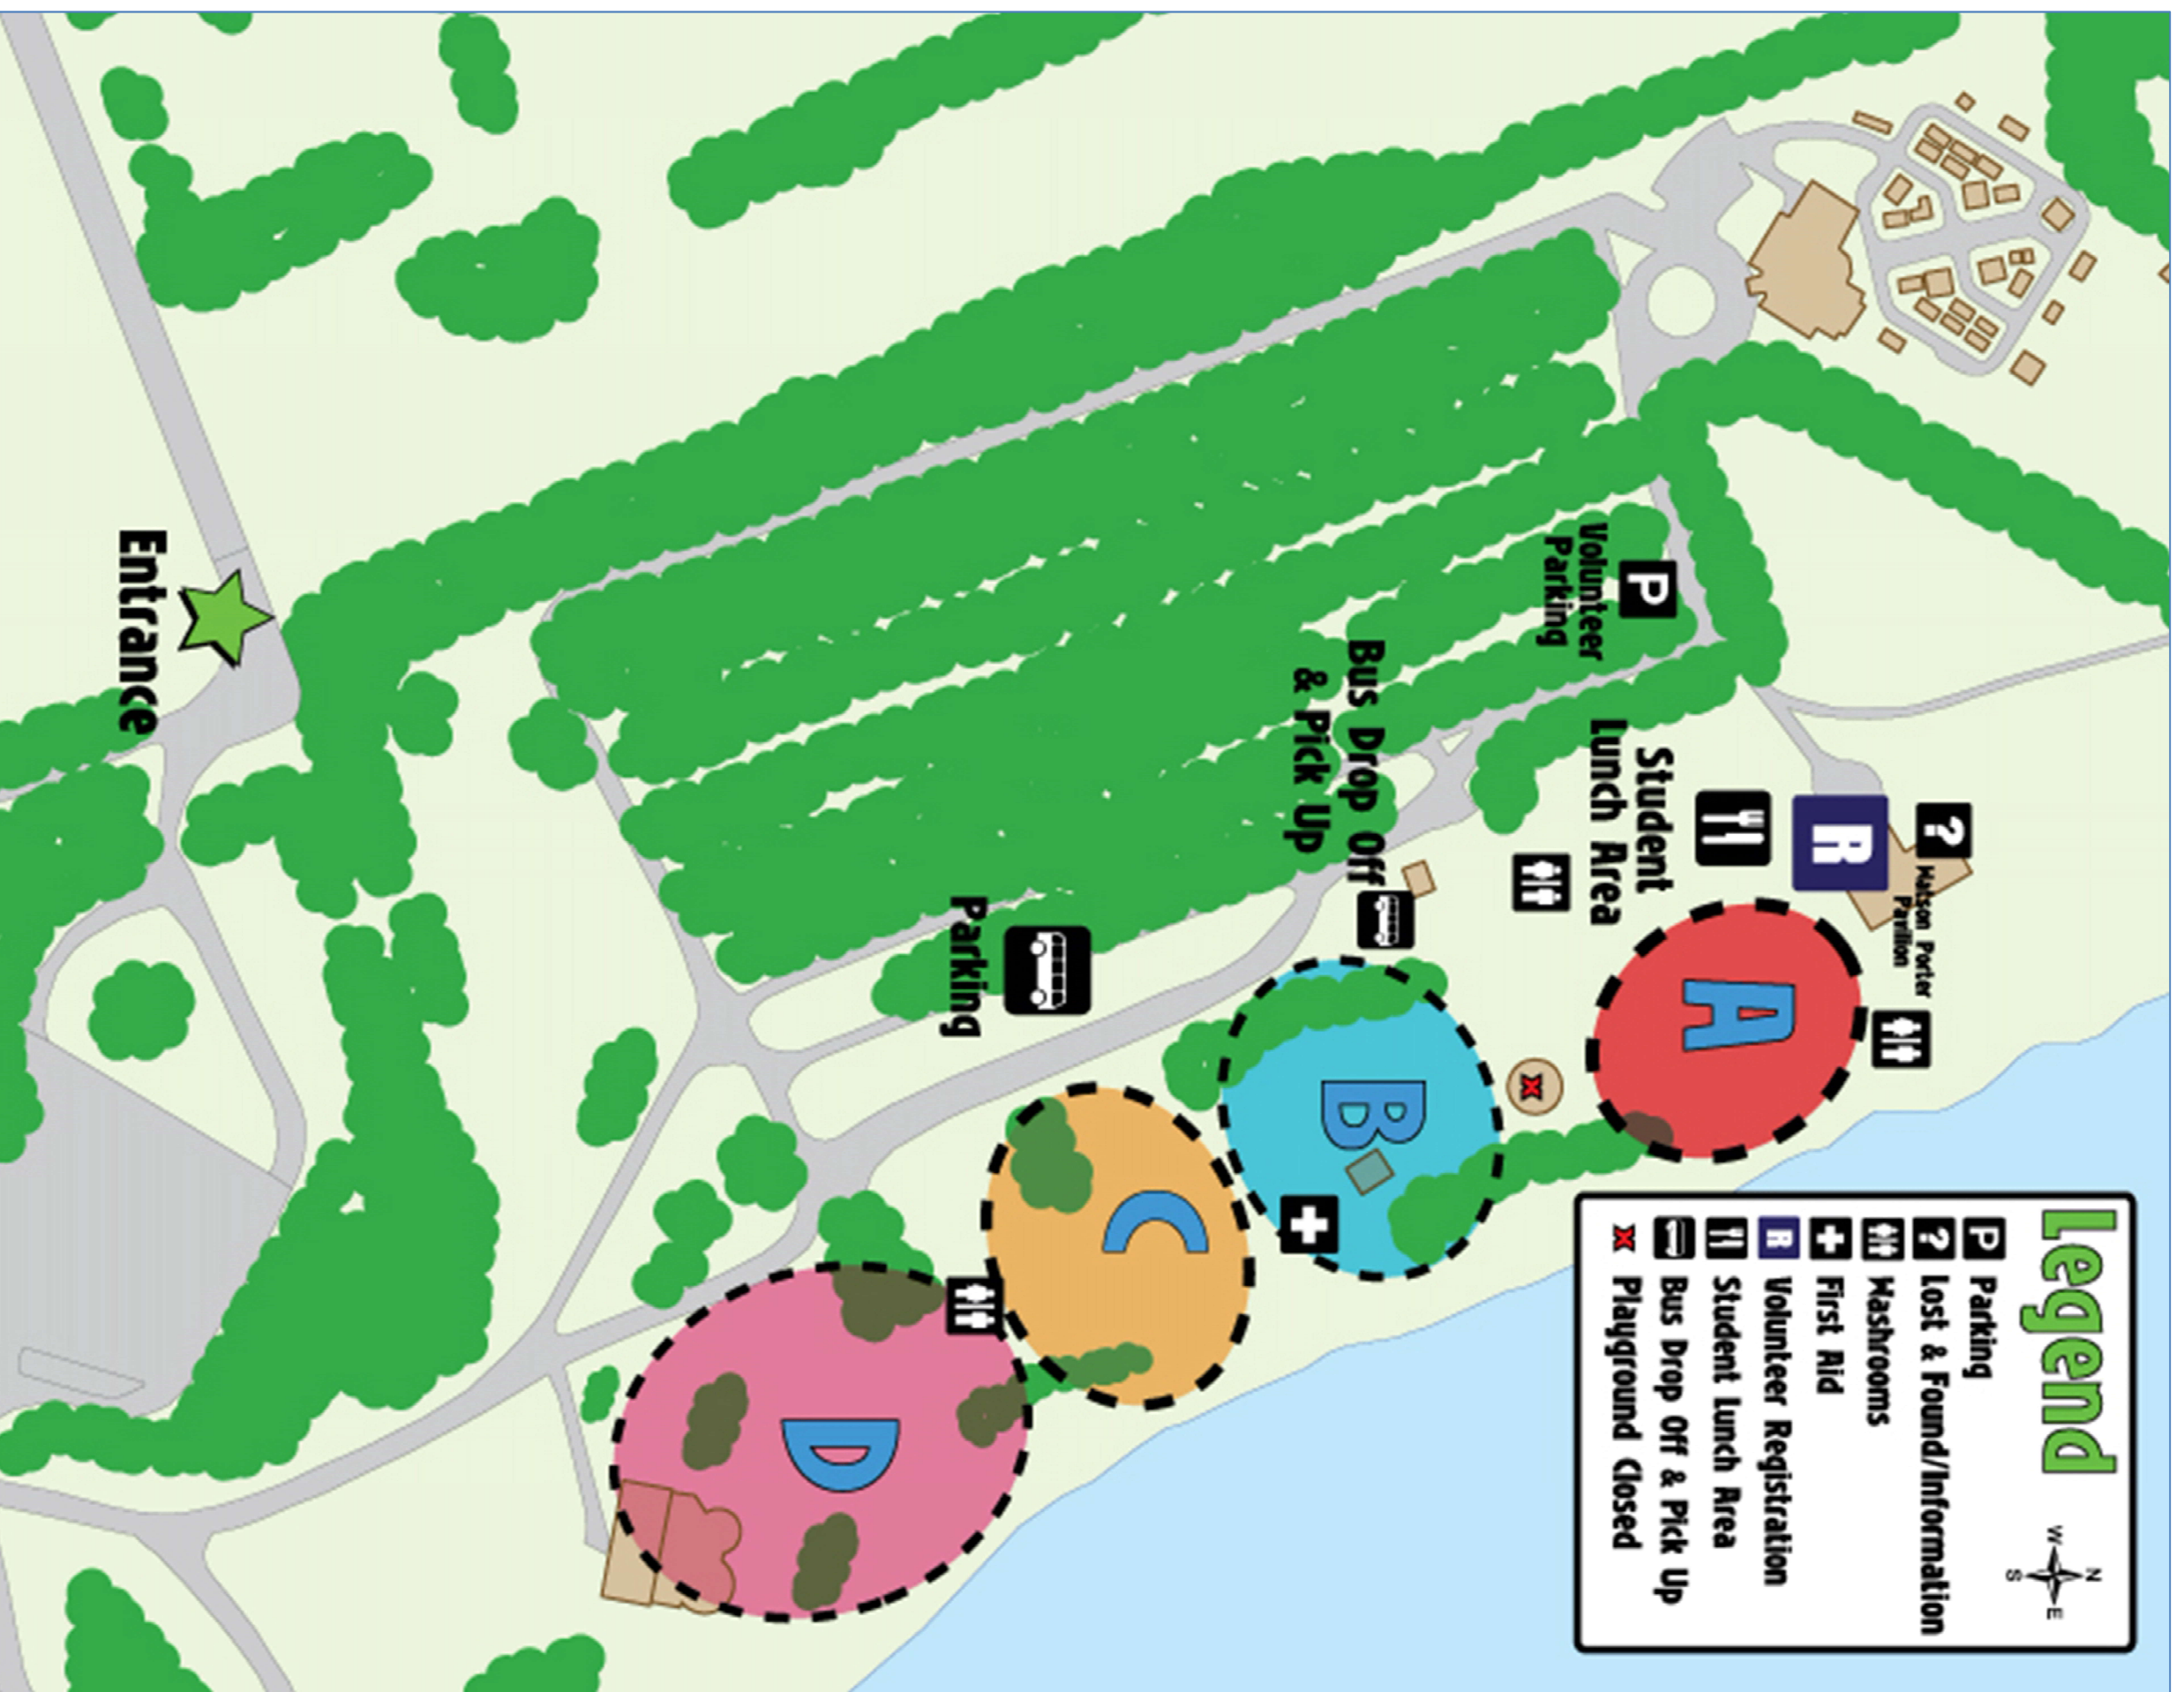 Entrance
Volunteer
Parking
P
Bus Drop Off
& Pick Up
Student
Lunch Area
R
?
Matson Porter
Pavilion
Parking
A
B
C
D
x
Legend
P Parking
? Lost & Found/Information
Washrooms
First Aid
R Volunteer Registration
Student Lunch Area
Bus Drop Off & Pick Up
x Playground Closed
N
W
E
S